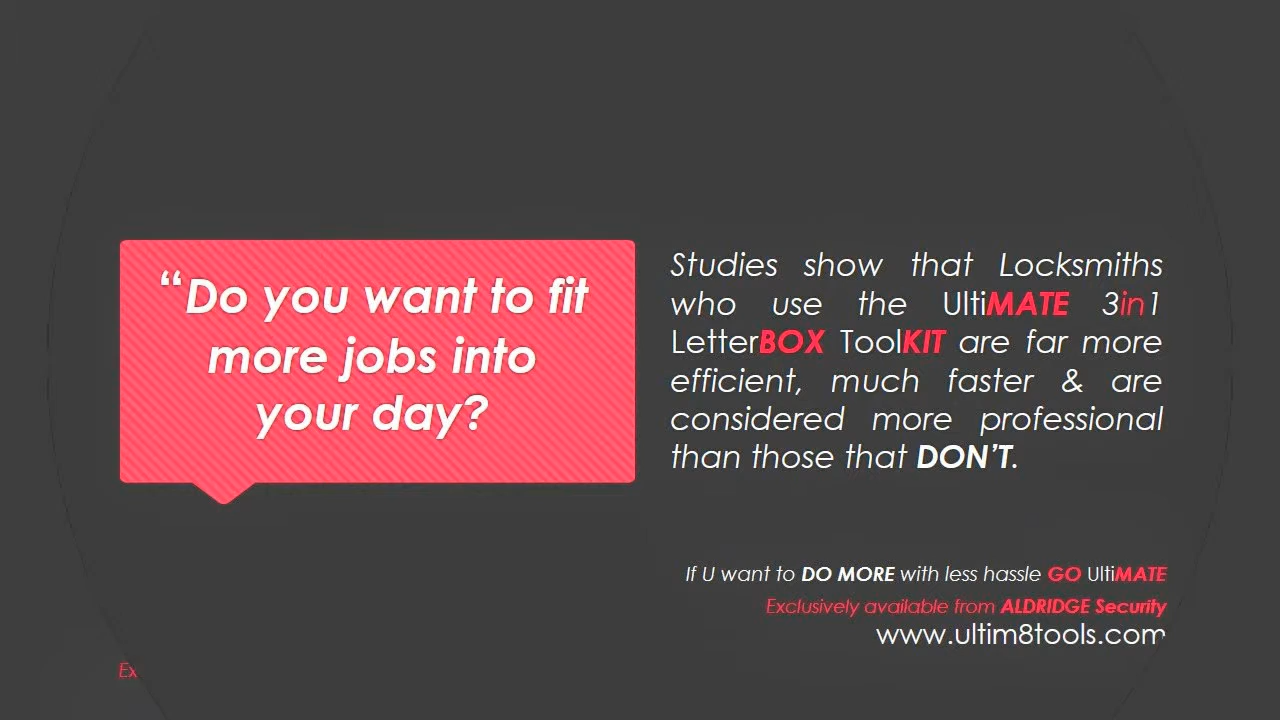 “Do you want to fit
more jobs into
your day?
Studies show that Locksmiths
who use the UltiMATE 3in1
LetterBOX ToolKIT are far more
efficient, much faster & are
considered more professional
than those that DON’T.
If U want to DO MORE with less hassle GO UltiMATE
Exclusively available from ALDRIDGE Security
www.ultim8tools.com
Ex